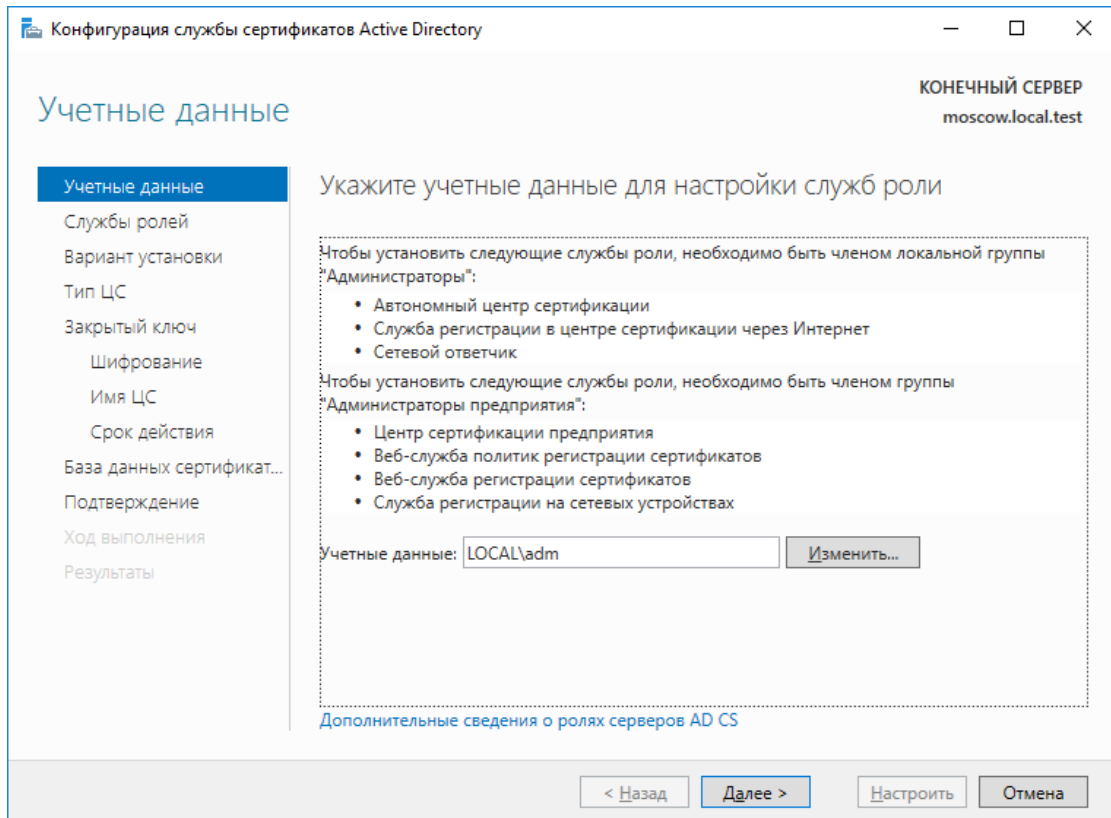 Конфигурация службы сертификатов Active Directory
КОНЕЧНЫЙ СЕРВЕР
moscow.local.test
Учетные данные
Учетные данные
Службы ролей
Вариант установки
Тип ЦС
Закрытый ключ
Шифрование
Имя ЦС
Срок действия
База данных сертификат...
Подтверждение
Ход выполнения
Результаты
Укажите учетные данные для настройки служб роли
Чтобы установить следующие службы роли, необходимо быть членом локальной группы
"Администраторы":
• Автономный центр сертификации
• Служба регистрации в центре сертификации через Интернет
• Сетевой ответчик
Чтобы установить следующие службы роли, необходимо быть членом группы
"Администраторы предприятия":
• Центр сертификации предприятия
• Веб-служба политик регистрации сертификатов
• Веб-служба регистрации сертификатов
• Служба регистрации на сетевых устройствах
Учетные данные: LOCAL\adm Изменить...
Дополнительные сведения о ролях серверов AD CS
< Назад Далее > Настроить Отмена